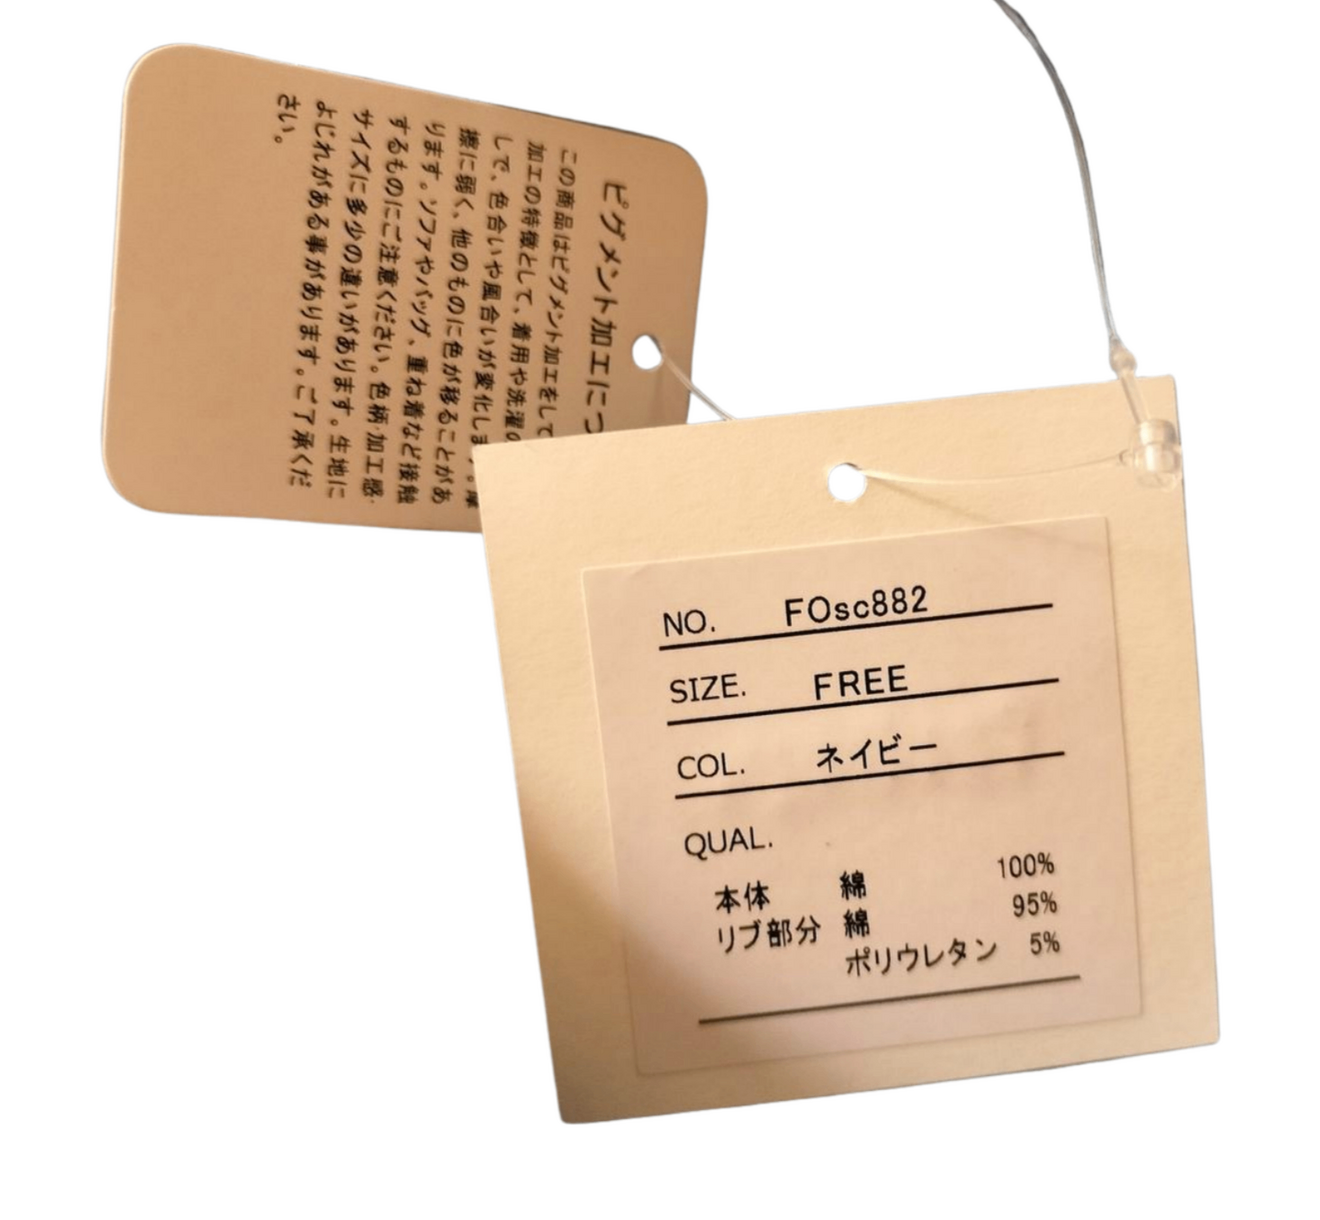 ピグメント加工につ
この商品はピグメント加工をして
加工の特徴として、着用や洗濯の
しで、色合いや風合いが変化しま
擦に弱く、他のものに色が移ることがあ
ります。ソファやバッグ、重ね着など接触
するものにご注意ください。色柄・加工感・
サイズに多少の違いがあります。生地に
よじれがある事があります。ご了承くだ
さい。
NO. FOsc882
SIZE. FREE
COL. ネイビー
QUAL.
本体 綿 100%
リブ部分 綿 95%
ポリウレタン 5%